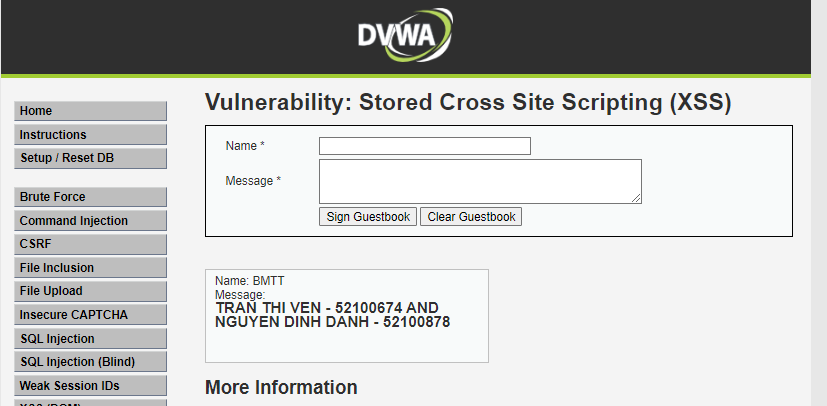 DVWA
Home
Instructions
Setup / Reset DB
Brute Force
Command Injection
CSRF
File Inclusion
File Upload
Insecure CAPTCHA
SQL Injection
SQL Injection (Blind)
Weak Session IDs
Vulnerability: Stored Cross Site Scripting (XSS)
Name *
Message *
Sign Guestbook Clear Guestbook
Name: BMTT
Message:
TRAN THI VEN - 52100674 AND
NGUYEN DINH DANH - 52100878
More Information